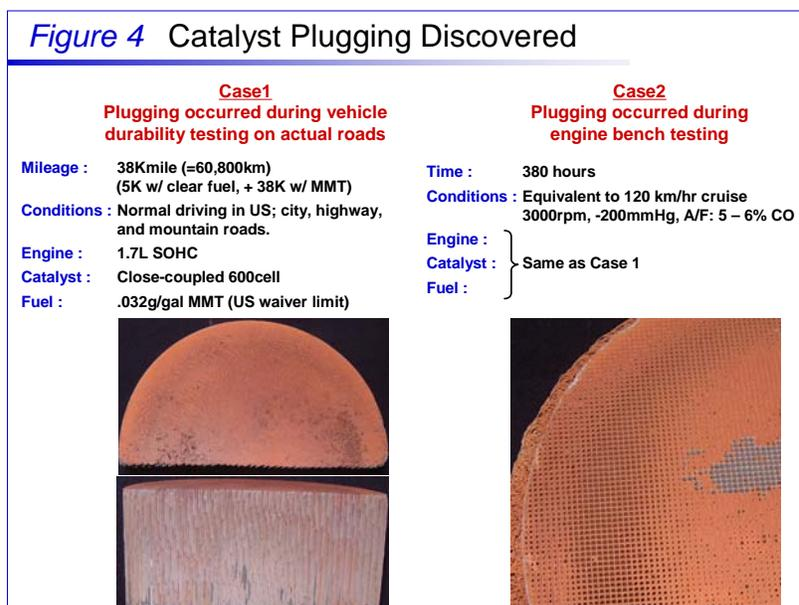 Figure 4 Catalyst Plugging Discovered
Case1
Plugging occurred during vehicle
durability testing on actual roads
Mileage : 38Kmile (=60,800km)
(5K w/ clear fuel, + 38K w/ MMT)
Conditions : Normal driving in US; city, highway,
and mountain roads.
Engine : 1.7L SOHC
Catalyst : Close-coupled 600cell
Fuel : .032g/gal MMT (US waiver limit)
Case2
Plugging occurred during
engine bench testing
Time : 380 hours
Conditions : Equivalent to 120 km/hr cruise
3000rpm, -200mmHg, A/F: 5 – 6% CO
Engine :
Catalyst : Same as Case 1
Fuel :